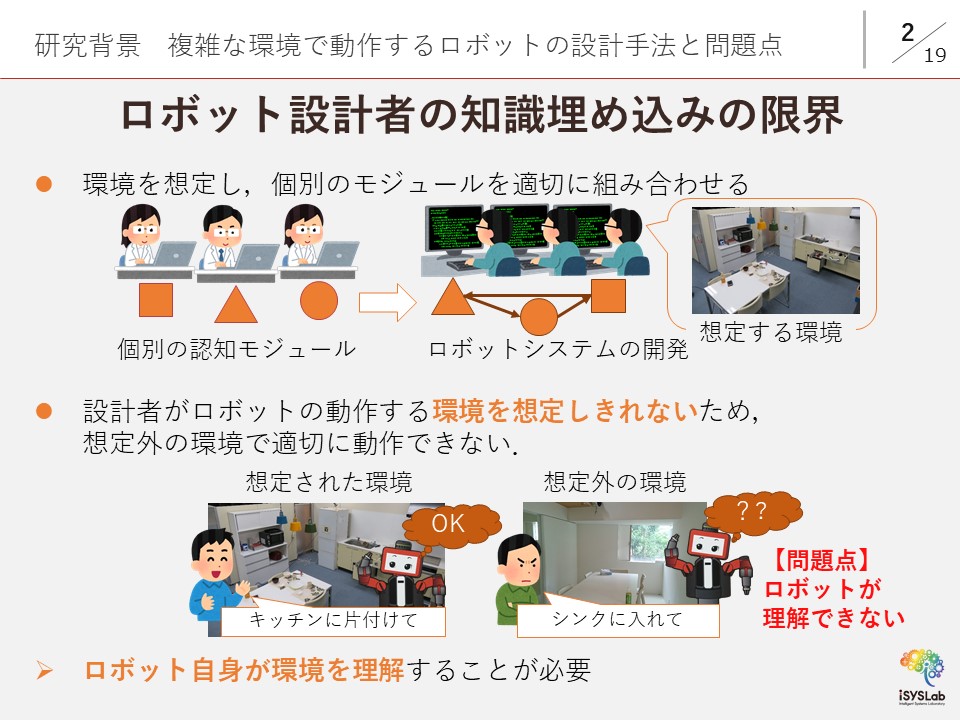 研究背景　複雑な環境で動作するロボットの設計手法と問題点
2
19
ロボット設計者の知識埋め込みの限界
環境を想定し，個別のモジュールを適切に組み合わせる
個別の認知モジュール
ロボットシステムの開発
想定する環境
設計者がロボットの動作する環境を想定しきれないため，
想定外の環境で適切に動作できない．
想定された環境
想定外の環境
OK
??
キッチンに片付けて
シンクに入れて
【問題点】
ロボットが
理解できない
ロボット自身が環境を理解することが必要
iSYSLab
Intelligent Systems Laboratory